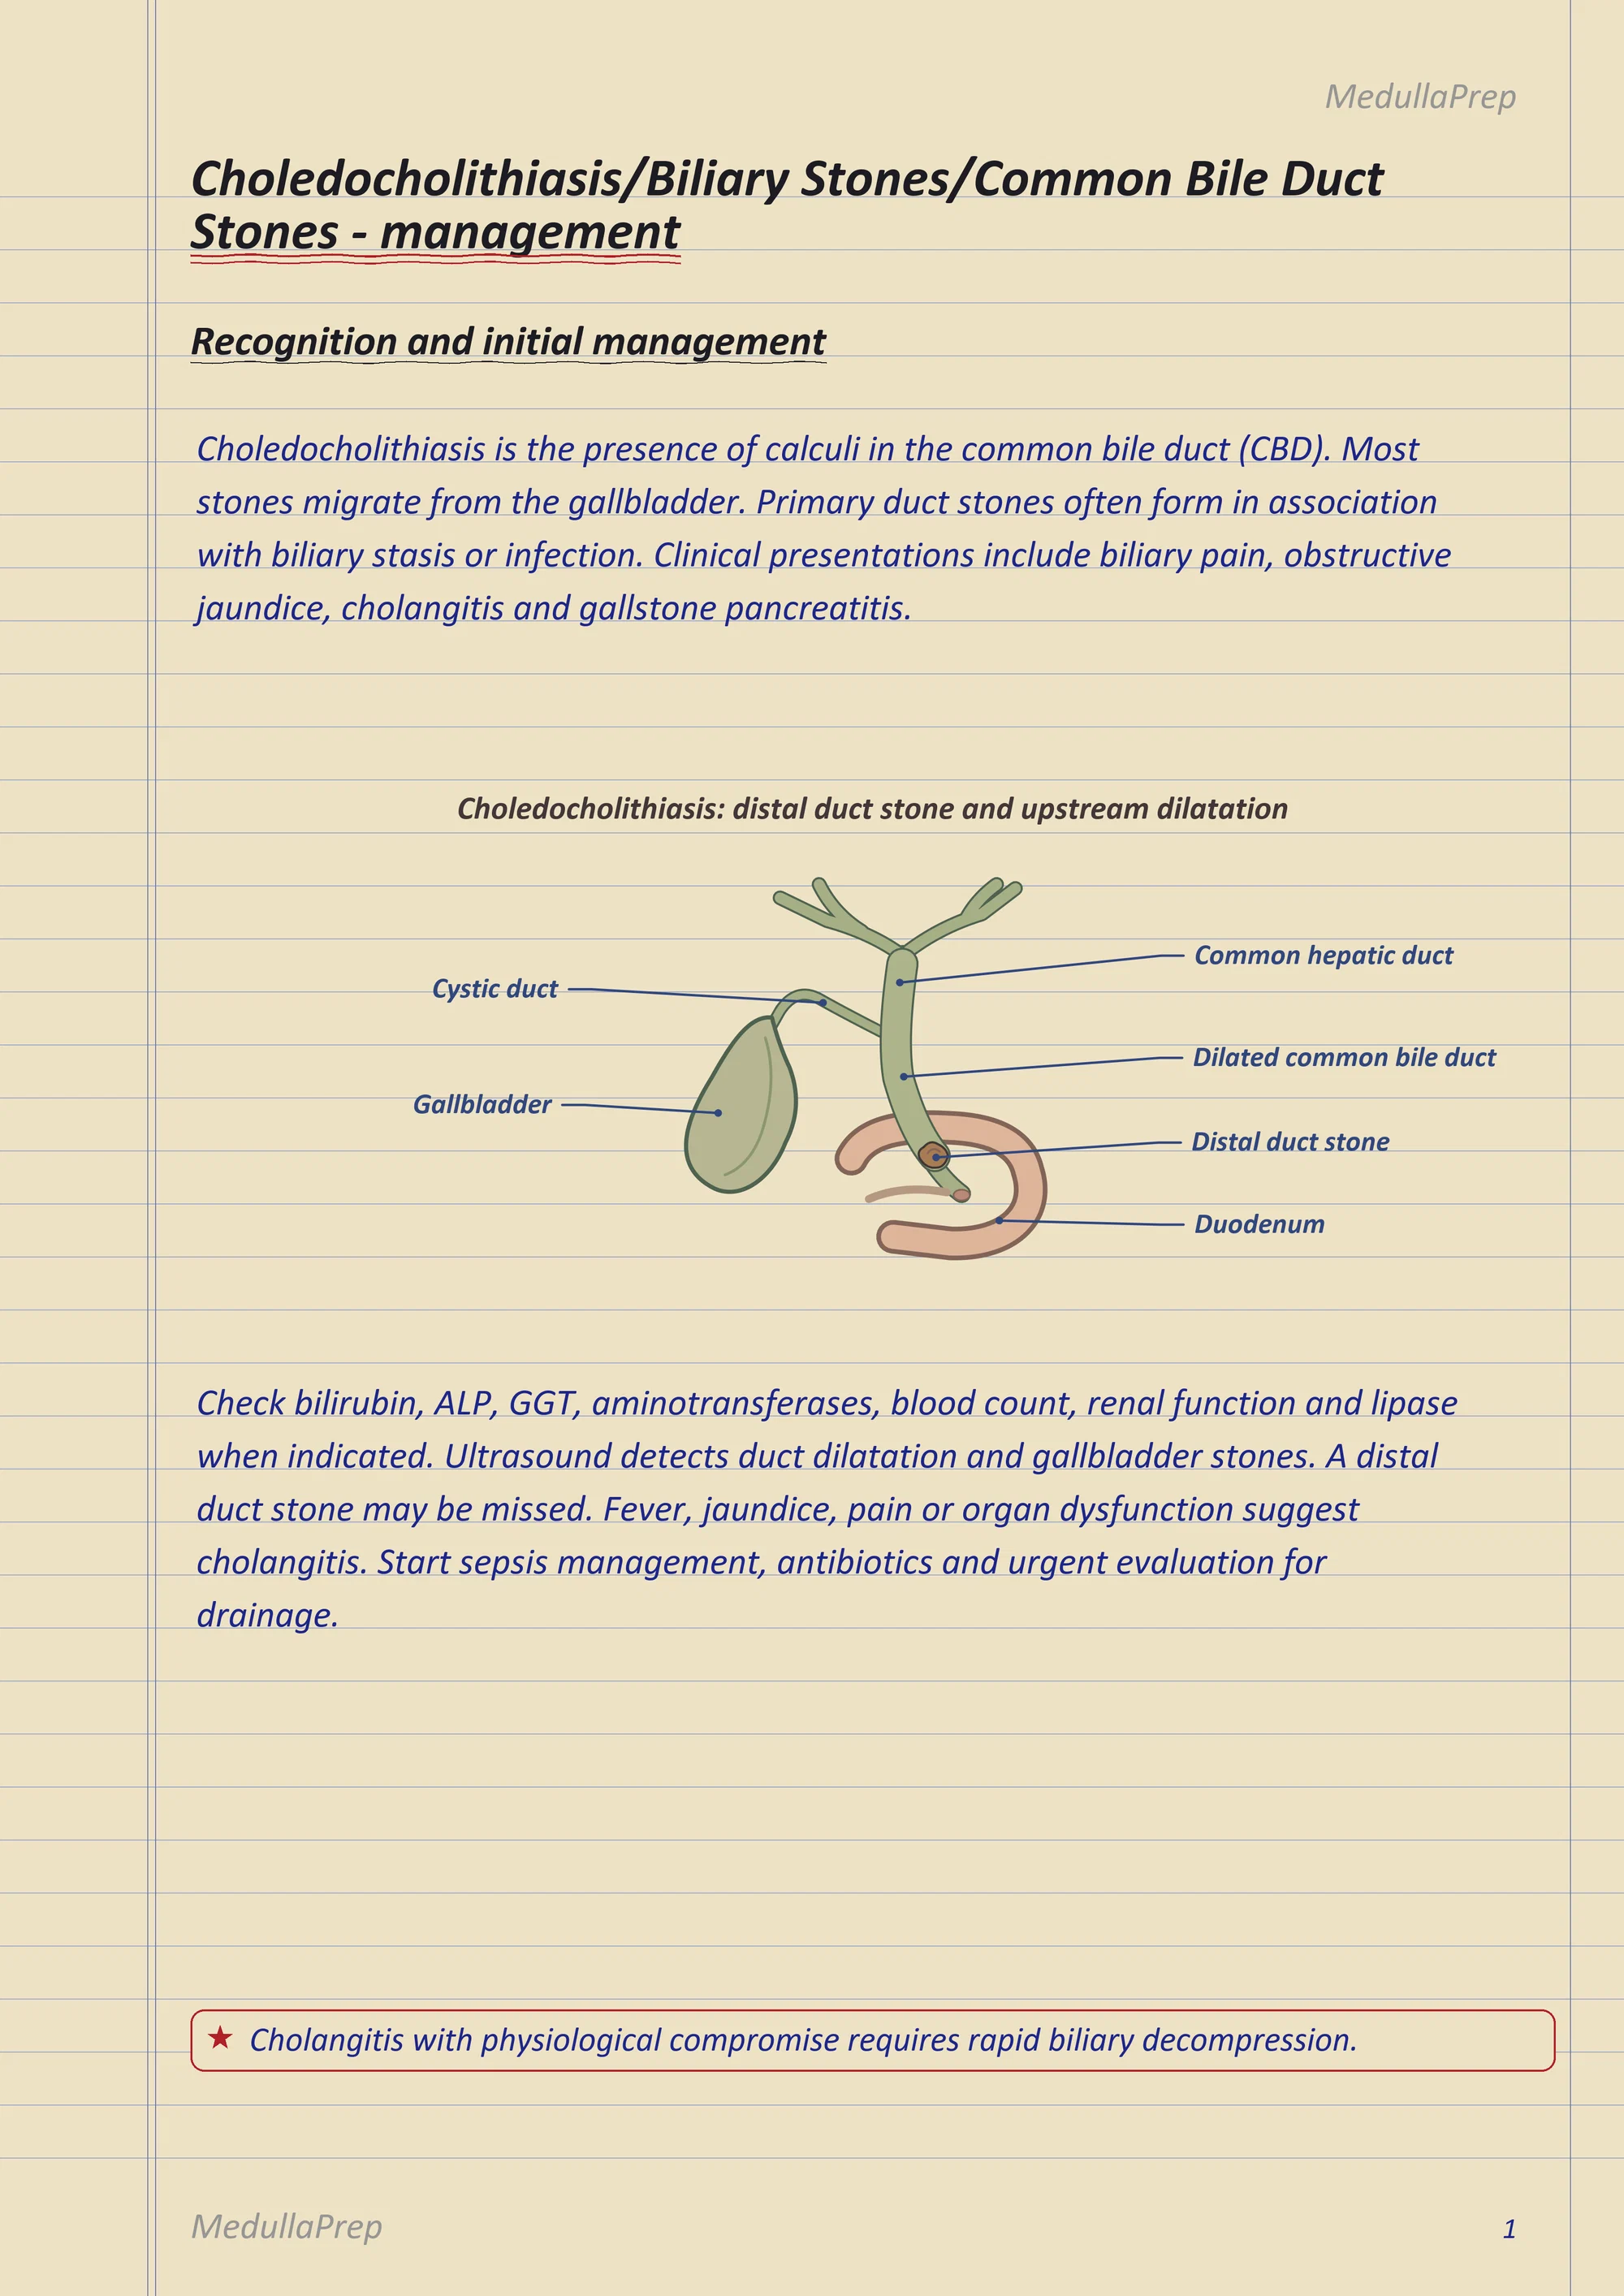 MedullaPrep
Choledocholithiasis/Biliary Stones/Common Bile Duct
Stones - management
Recognition and initial management
Choledocholithiasis is the presence of calculi in the common bile duct (CBD). Most
stones migrate from the gallbladder. Primary duct stones often form in association
with biliary stasis or infection. Clinical presentations include biliary pain, obstructive
jaundice, cholangitis and gallstone pancreatitis.
Choledocholithiasis: distal duct stone and upstream dilatation
Common hepatic duct
Cystic duct
Dilated common bile duct
Gallbladder
Distal duct stone
Duodenum
Check bilirubin, ALP, GGT, aminotransferases, blood count, renal function and lipase
when indicated. Ultrasound detects duct dilatation and gallbladder stones. A distal
duct stone may be missed. Fever, jaundice, pain or organ dysfunction suggest
cholangitis. Start sepsis management, antibiotics and urgent evaluation for
drainage.
★ Cholangitis with physiological compromise requires rapid biliary decompression.
MedullaPrep
1